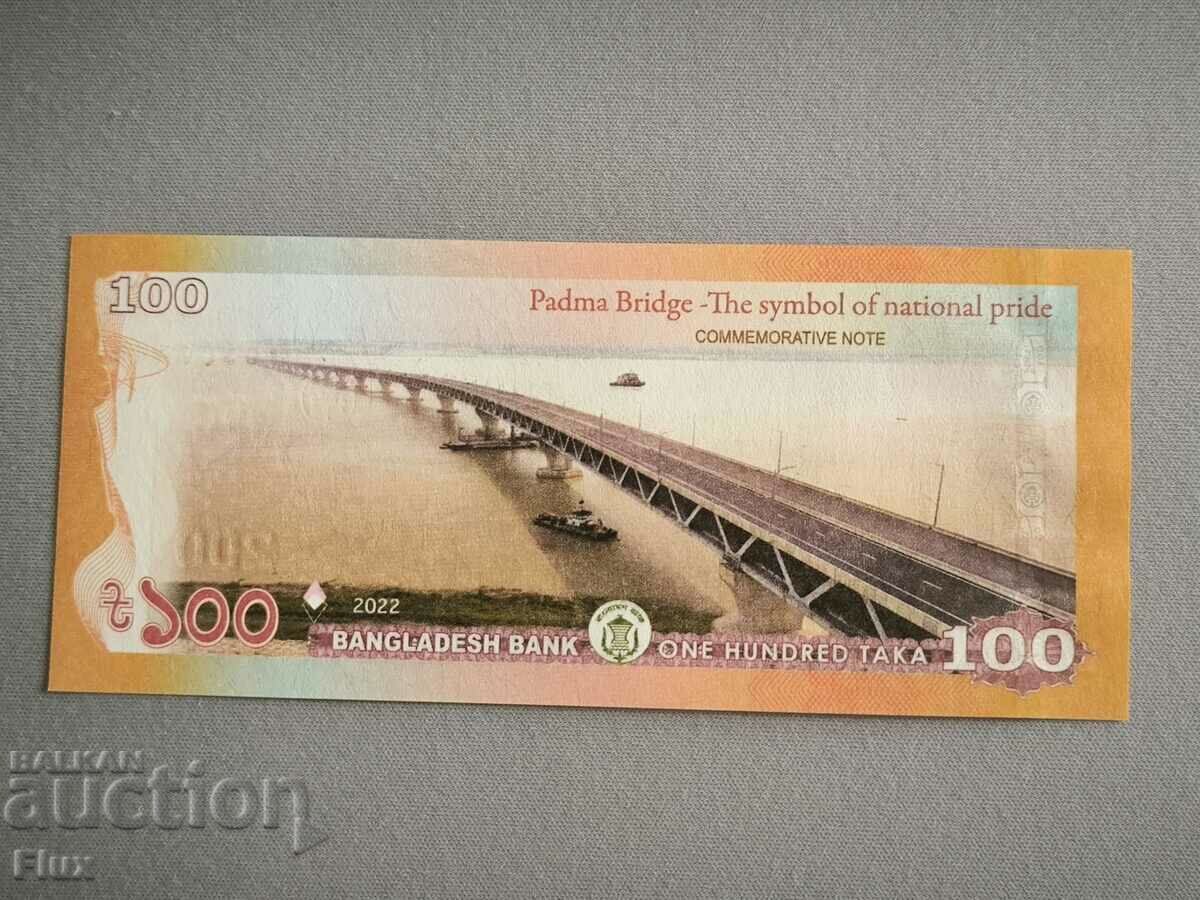 100
Padma Bridge -The symbol of national pride
COMMEMORATIVE NOTE
৳১00
2022
BANGLADESH BANK
ONE HUNDRED TAKA
100
BALKAN
auction
Flux